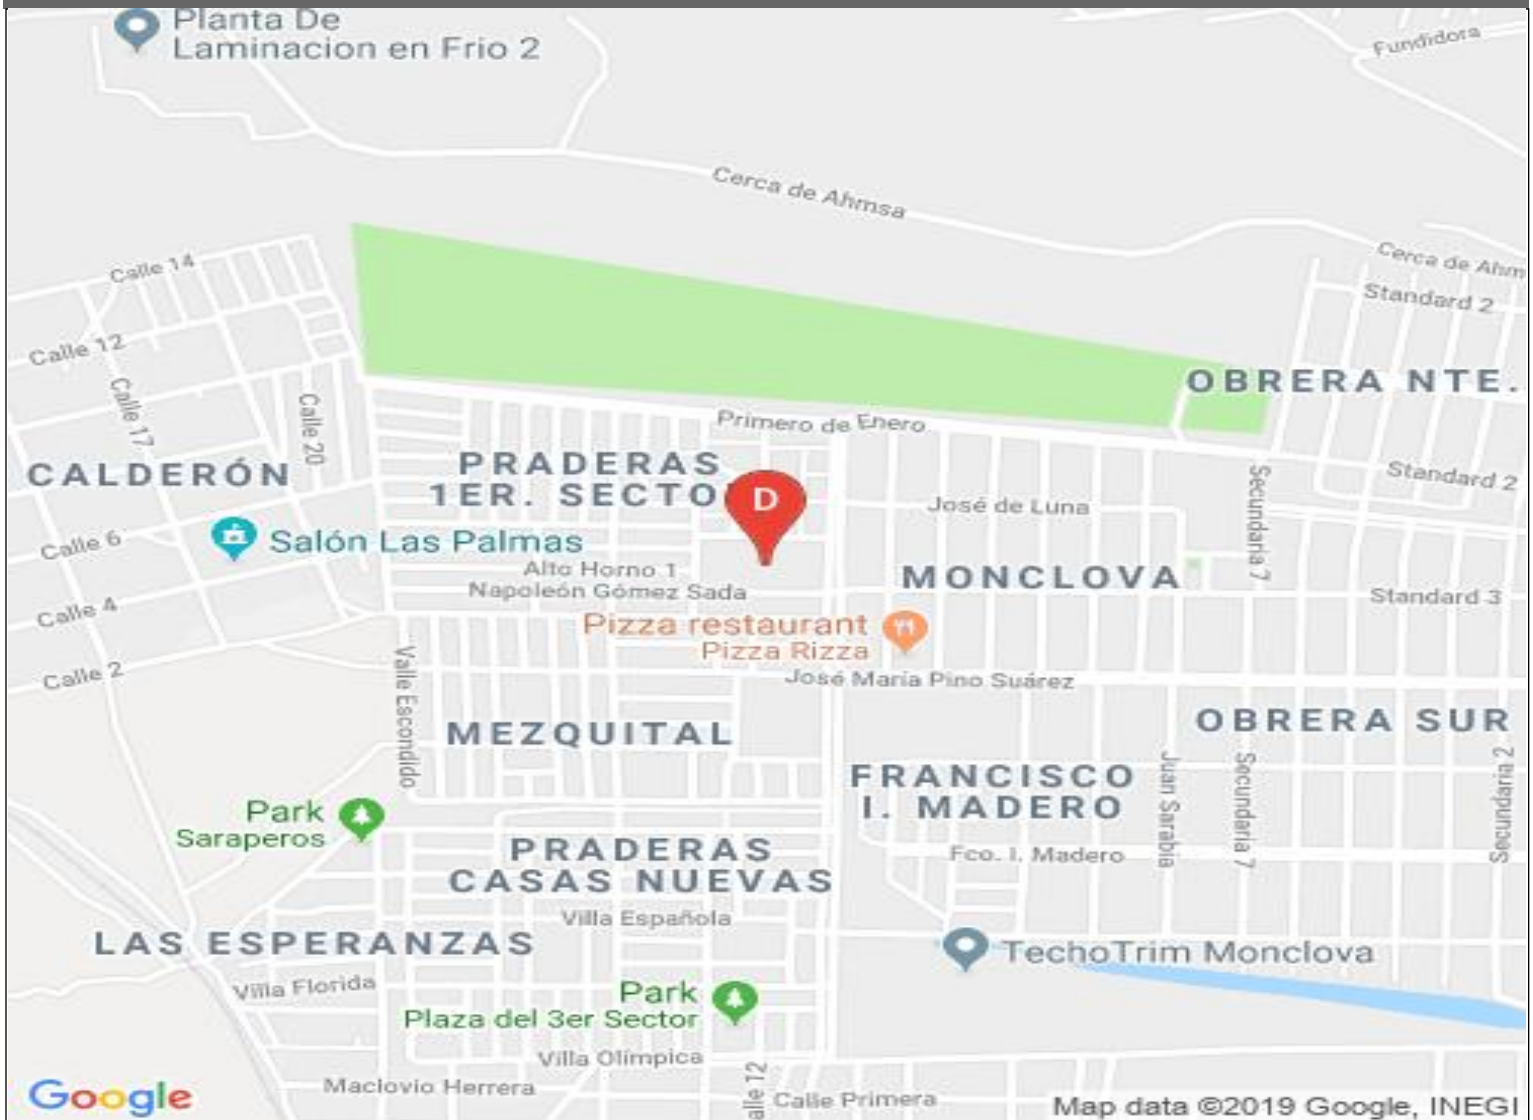 Planta De
Laminacion en Frio 2
Fundidora
Cerca de Ahmsa
Cerca de Ahm
Calle 14
Standard 2
Calle 12
OBRERA NTE.
Calle 17
Calle 20
Primero de Enero
CALDERÓN
PRADERAS
1ER. SECTO
D
Standard 2
José de Luna
Secundaria 7
Calle 6
Salón Las Palmas
Alto Horno 1
MONCLOVA
Napoleón Gómez Sada
Standard 3
Calle 4
Pizza restaurant
Pizza Rizza
Calle 2
José María Pino Suárez
Valle Escondido
MEZQUITAL
OBRERA SUR
FRANCISCO
I. MADERO
Juan Sarabia
Secundaria 7
Secundaria 2
Park
Saraperos
PRADERAS
CASAS NUEVAS
Fco. I. Madero
Villa Española
LAS ESPERANZAS
TechoTrim Monclova
Villa Florida
Park
Plaza del 3er Sector
Villa Olímpica
Maclovio Herrera
alle 12
Calle Primera
Google
Map data ©2019 Google, INEGI